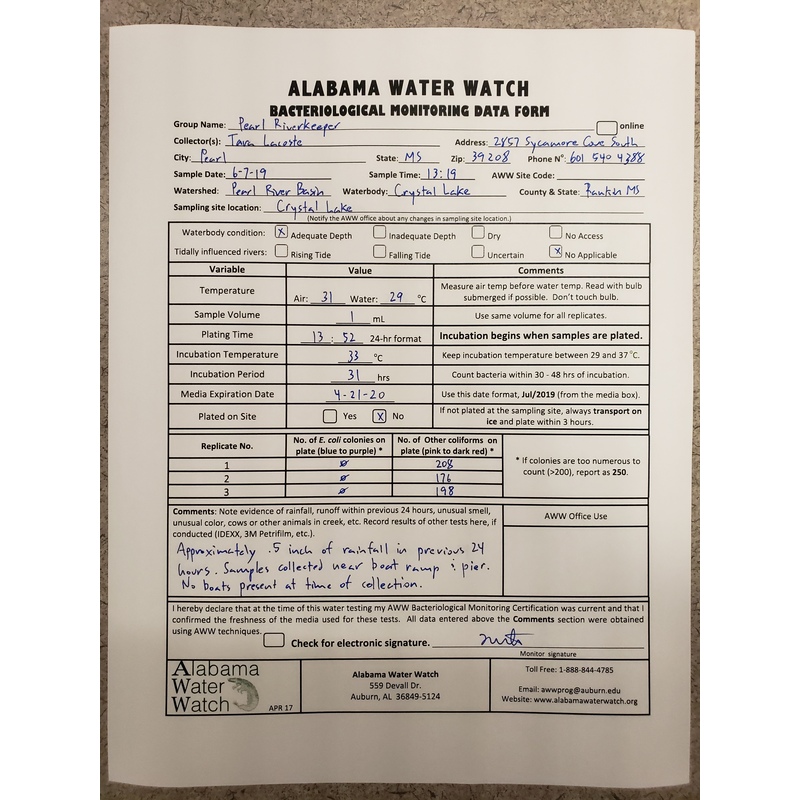 ALABAMA WATER WATCH
BACTERIOLOGICAL MONITORING DATA FORM
Group Name: Pearl Riverkeeper online
Collector(s): Tara Lacoste Address: 2857 Sycamore Cove South
City: Pearl State: MS Zip: 39208 Phone N°: 601 540 4388
Sample Date: 6-7-19 Sample Time: 13:19 AWW Site Code:
Watershed: Pearl River Basin Waterbody: Crystal Lake County & State: Rankin MS
Sampling site location: Crystal Lake
(Notify the AWW office about any changes in sampling site location.)
Waterbody condition: X Adequate Depth Inadequate Depth Dry No Access
Tidally influenced rivers: Rising Tide Falling Tide Uncertain X No Applicable
Variable Value Comments
Temperature Air: 31 Water: 29 °C Measure air temp before water temp. Read with bulb
submerged if possible. Don't touch bulb.
Sample Volume 1 mL Use same volume for all replicates.
Plating Time 13 : 52 24-hr format Incubation begins when samples are plated.
Incubation Temperature 33 °C Keep incubation temperature between 29 and 37 °C.
Incubation Period 31 hrs Count bacteria within 30 - 48 hrs of incubation.
Media Expiration Date 4-21-20 Use this date format, Jul/2019 (from the media box).
Plated on Site Yes X No If not plated at the sampling site, always transport on
ice and plate within 3 hours.
Replicate No. No. of E. coli colonies on No. of Other coliforms on
plate (blue to purple) * plate (pink to dark red) *
* If colonies are too numerous to
count (>200), report as 250.
1 ø 208
2 ø 176
3 ø 198
Comments: Note evidence of rainfall, runoff within previous 24 hours, unusual smell,
unusual color, cows or other animals in creek, etc. Record results of other tests here, if
conducted (IDEXX, 3M Petrifilm, etc.).
AWW Office Use
Approximately .5 inch of rainfall in previous 24
hours. Samples collected near boat ramp & pier.
No boats present at time of collection.
I hereby declare that at the time of this water testing my AWW Bacteriological Monitoring Certification was current and that I
confirmed the freshness of the media used for these tests. All data entered above the Comments section were obtained
using AWW techniques.
Check for electronic signature.
Monitor signature
Alabama
Water
Watch
APR 17
Alabama Water Watch
559 Devall Dr.
Auburn, AL 36849-5124
Toll Free: 1-888-844-4785
Email: awwprog@auburn.edu
Website: www.alabamawaterwatch.org